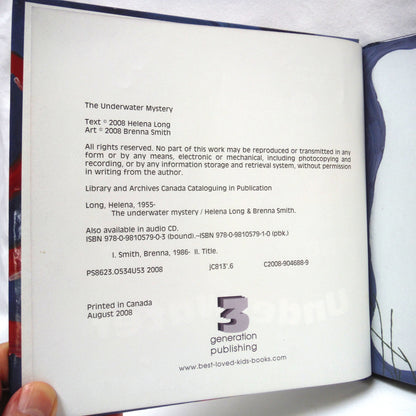 The Underwater Mystery
Text © 2008 Helena Long
Art © 2008 Brenna Smith
All rights reserved. No part of this work may be reproduced or transmitted in any
form or by any means, electronic or mechanical, including photocopying and
recording, or by any information storage and retrieval system, without permission
in writing from the author.
Library and Archives Canada Cataloguing in Publication
Long, Helena, 1955-
The underwater mystery / Helena Long & Brenna Smith.
Also available in audio CD.
ISBN 978-0-9810579-0-3 (bound).--ISBN 978-0-9810579-1-0 (pbk.)
I. Smith, Brenna, 1986- II. Title.
PS8623.O534U53 2008 jC813'.6 C2008-904688-9
Printed in Canada
August 2008
3
generation
publishing
www.best-loved-kids-books.com